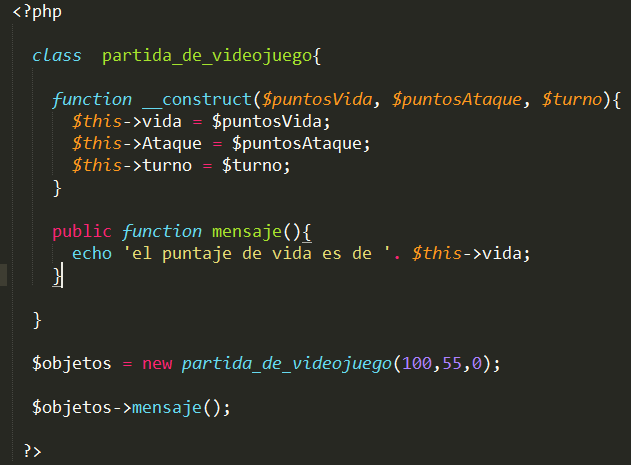 <?php
class  partida_de_videojuego{
function __construct($puntosVida, $puntosAtaque, $turno){
$this->vida = $puntosVida;
$this->Ataque = $puntosAtaque;
$this->turno = $turno;
}
public function mensaje(){
echo 'el puntaje de vida es de '. $this->vida;
}
}
$objetos = new partida_de_videojuego(100,55,0);
$objetos->mensaje();
?>